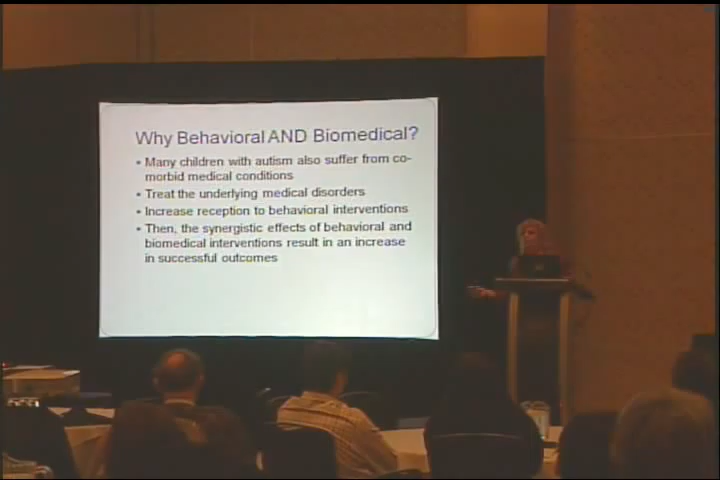 Why Behavioral AND Biomedical?
• Many children with autism also suffer from co-
morbid medical conditions
• Treat the underlying medical disorders
• Increase reception to behavioral interventions
• Then, the synergistic effects of behavioral and
biomedical interventions result in an increase
in successful outcomes